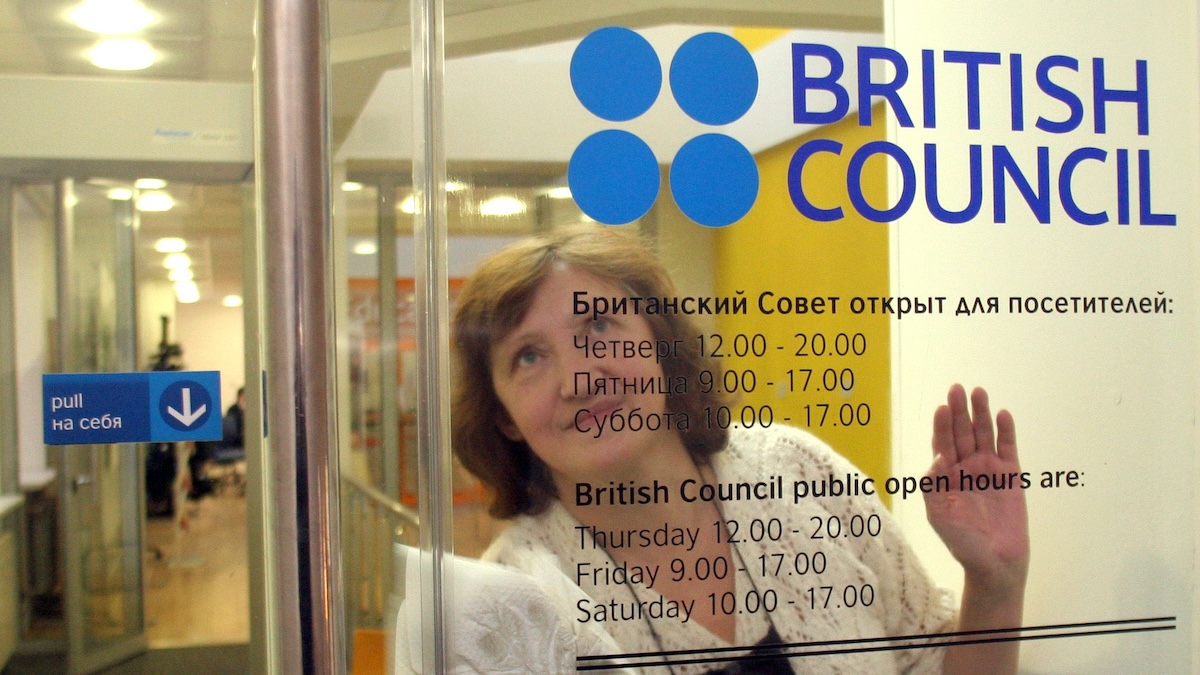 BRITISH
COUNCIL
Британский Совет открыт для посетителей:
Четверг 12.00 - 20.00
Пятница 9.00 - 17.00
Суббота 10.00 - 17.00
British Council public open hours are:
Thursday 12.00 - 20.00
Friday 9.00 - 17.00
Saturday 10.00 - 17.00
pull
на себя